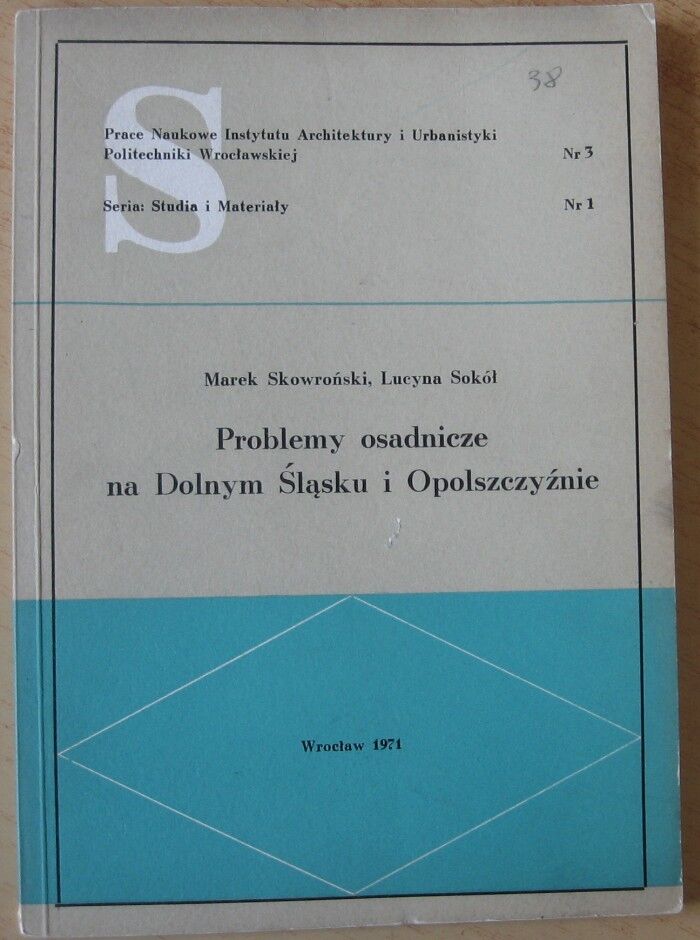 38
S
Prace Naukowe Instytutu Architektury i Urbanistyki
Politechniki Wrocławskiej Nr 3
Seria: Studia i Materiały Nr 1
Marek Skowroński, Lucyna Sokół
Problemy osadnicze
na Dolnym Śląsku i Opolszczyźnie
Wrocław 1971